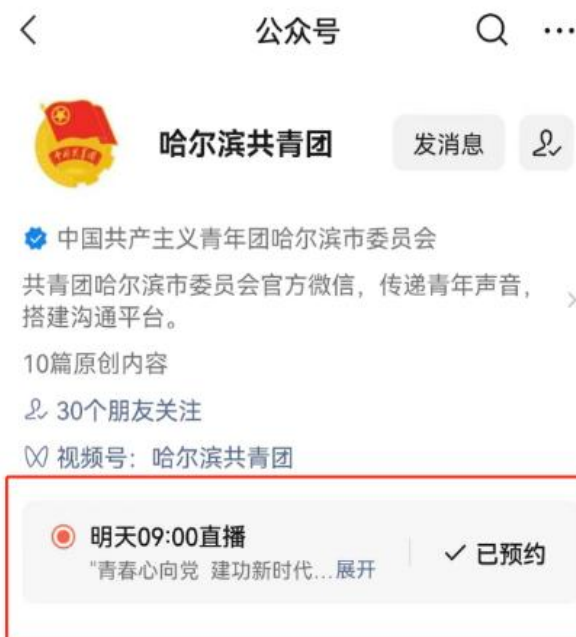 公众号
哈尔滨共青团
发消息
中国共产主义青年团哈尔滨市委员会
共青团哈尔滨市委员会官方微信，传递青年声音，
搭建沟通平台。
10篇原创内容
30个朋友关注
视频号：哈尔滨共青团
明天09:00直播
"青春心向党 建功新时代...展开
已预约